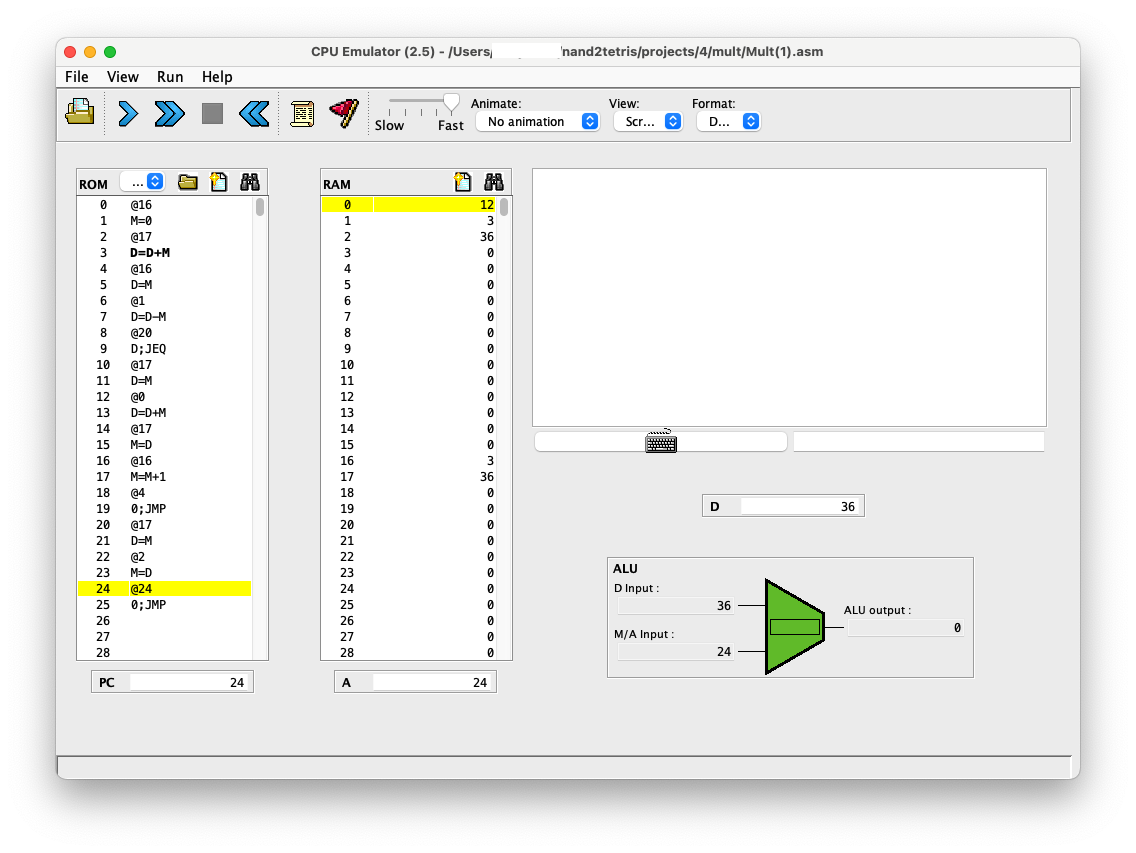 CPU Emulator (2.5) - /Users/ /nand2tetris/projects/4/mult/Mult(1).asm
File View Run Help
Slow Fast
Animate: View: Format:
No animation Scr... D...
ROM ...
0 @16
1 M=0
2 @17
3 D=D+M
4 @16
5 D=M
6 @1
7 D=D-M
8 @20
9 D;JEQ
10 @17
11 D=M
12 @0
13 D=D+M
14 @17
15 M=D
16 @16
17 M=M+1
18 @4
19 0;JMP
20 @17
21 D=M
22 @2
23 M=D
24 @24
25 0;JMP
26
27
28
PC 24
RAM
0 12
1 3
2 36
3 0
4 0
5 0
6 0
7 0
8 0
9 0
10 0
11 0
12 0
13 0
14 0
15 0
16 3
17 36
18 0
19 0
20 0
21 0
22 0
23 0
24 0
25 0
26 0
27 0
28 0
A 24
D 36
ALU
D Input :
36
M/A Input :
24
ALU output :
0